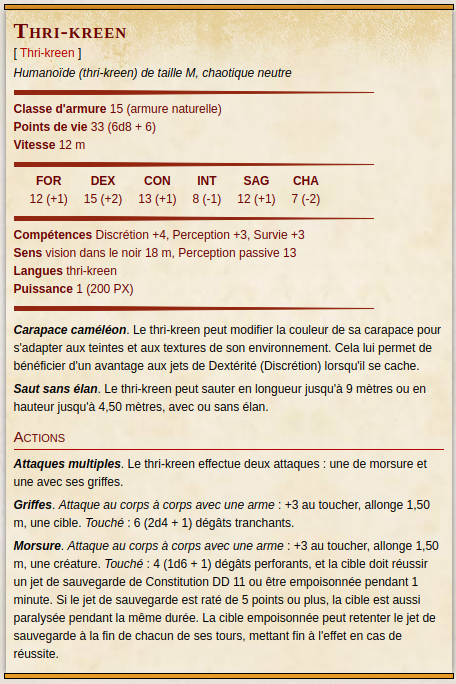 Thri-kreen
[ Thri-kreen ]
Humanoïde (thri-kreen) de taille M, chaotique neutre
Classe d'armure 15 (armure naturelle)
Points de vie 33 (6d8 + 6)
Vitesse 12 m
FOR DEX CON INT SAG CHA
12 (+1) 15 (+2) 13 (+1) 8 (-1) 12 (+1) 7 (-2)
Compétences Discrétion +4, Perception +3, Survie +3
Sens vision dans le noir 18 m, Perception passive 13
Langues thri-kreen
Puissance 1 (200 PX)
Carapace caméléon. Le thri-kreen peut modifier la couleur de sa carapace pour
s'adapter aux teintes et aux textures de son environnement. Cela lui permet de
bénéficier d'un avantage aux jets de Dextérité (Discrétion) lorsqu'il se cache.
Saut sans élan. Le thri-kreen peut sauter en longueur jusqu'à 9 mètres ou en
hauteur jusqu'à 4,50 mètres, avec ou sans élan.
Actions
Attaques multiples. Le thri-kreen effectue deux attaques : une de morsure et
une avec ses griffes.
Griffes. Attaque au corps à corps avec une arme : +3 au toucher, allonge 1,50
m, une cible. Touché : 6 (2d4 + 1) dégâts tranchants.
Morsure. Attaque au corps à corps avec une arme : +3 au toucher, allonge 1,50
m, une créature. Touché : 4 (1d6 + 1) dégâts perforants, et la cible doit réussir
un jet de sauvegarde de Constitution DD 11 ou être empoisonnée pendant 1
minute. Si le jet de sauvegarde est raté de 5 points ou plus, la cible est aussi
paralysée pendant la même durée. La cible empoisonnée peut retenter le jet de
sauvegarde à la fin de chacun de ses tours, mettant fin à l'effet en cas de
réussite.